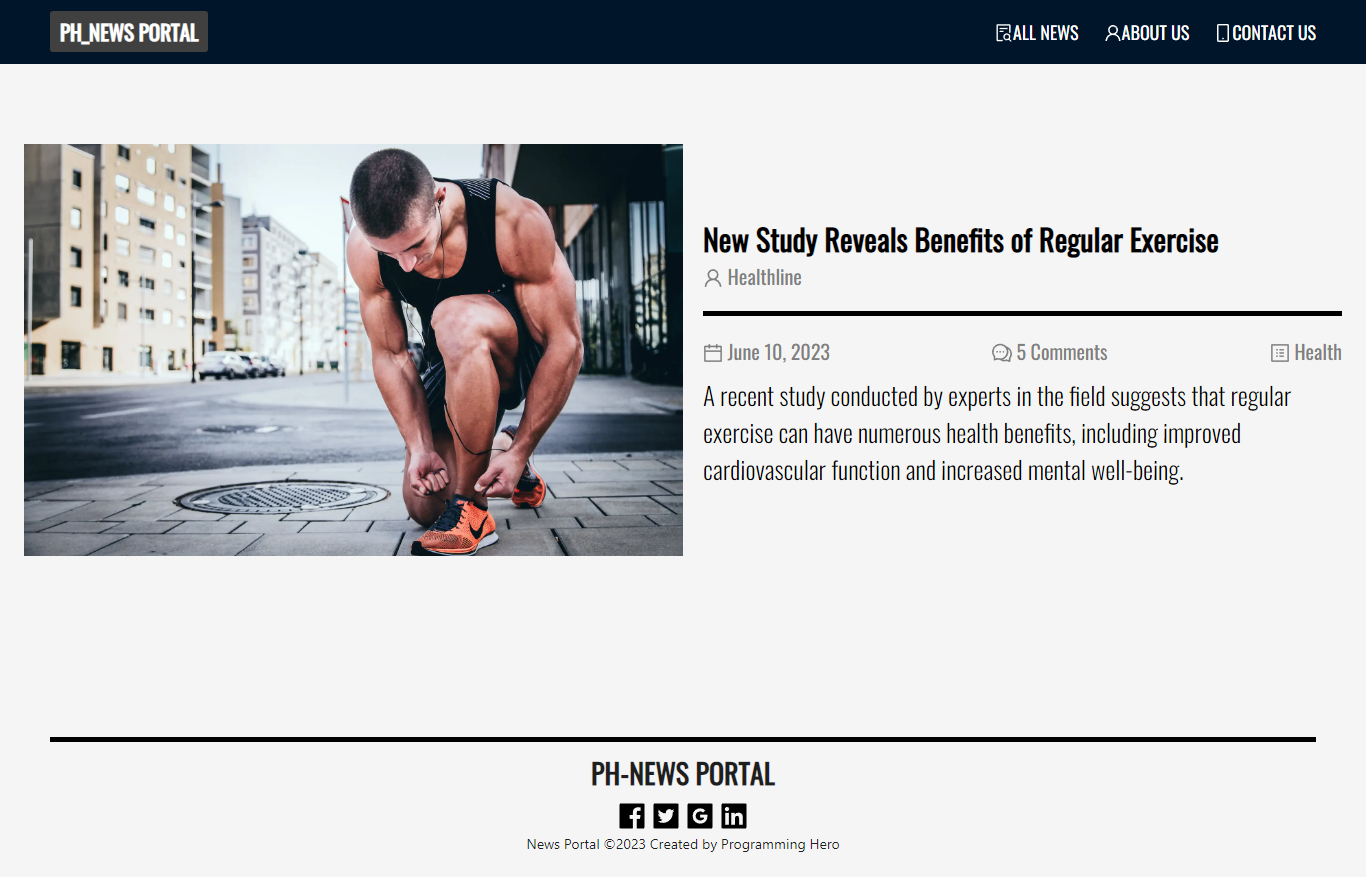 PH_NEWS PORTAL
ALL NEWS
ABOUT US
CONTACT US
New Study Reveals Benefits of Regular Exercise
Healthline
June 10, 2023
5 Comments
Health
A recent study conducted by experts in the field suggests that regular
exercise can have numerous health benefits, including improved
cardiovascular function and increased mental well-being.
PH-NEWS PORTAL
News Portal ©2023 Created by Programming Hero